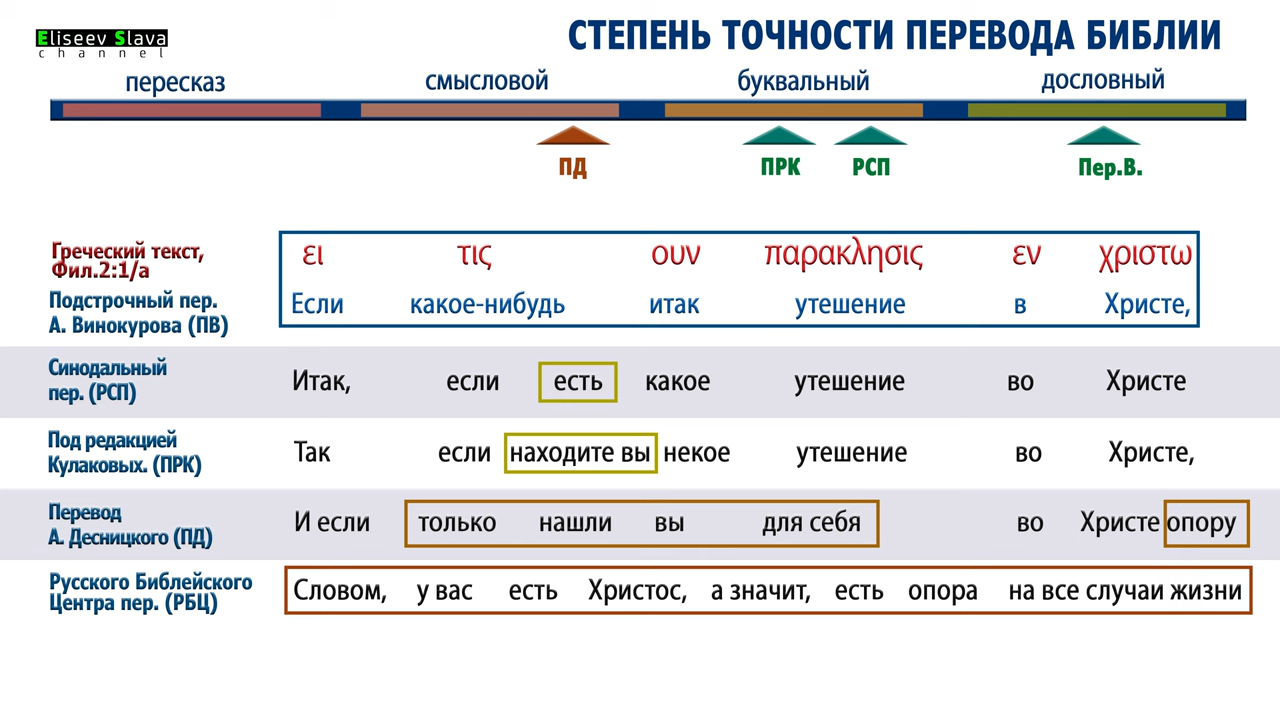 Eliseev Slava
channel
СТЕПЕНЬ ТОЧНОСТИ ПЕРЕВОДА БИБЛИИ
пересказ смысловой буквальный дословный
ПД ПРК РСП Пер.В.
Греческий текст,
Фил.2:1/а
ει τις ουν παρακλησις εν χριστω
Подстрочный пер.
А. Винокурова (ПВ)
Если какое-нибудь итак утешение в Христе,
Синодальный
пер. (РСП)
Итак, если есть какое утешение во Христе
Под редакцией
Кулаковых. (ПРК)
Так если находите вы некое утешение во Христе,
Перевод
А. Десницкого (ПД)
И если только нашли вы для себя во Христе опору
Русского Библейского
Центра пер. (РБЦ)
Словом, у вас есть Христос, а значит, есть опора на все случаи жизни